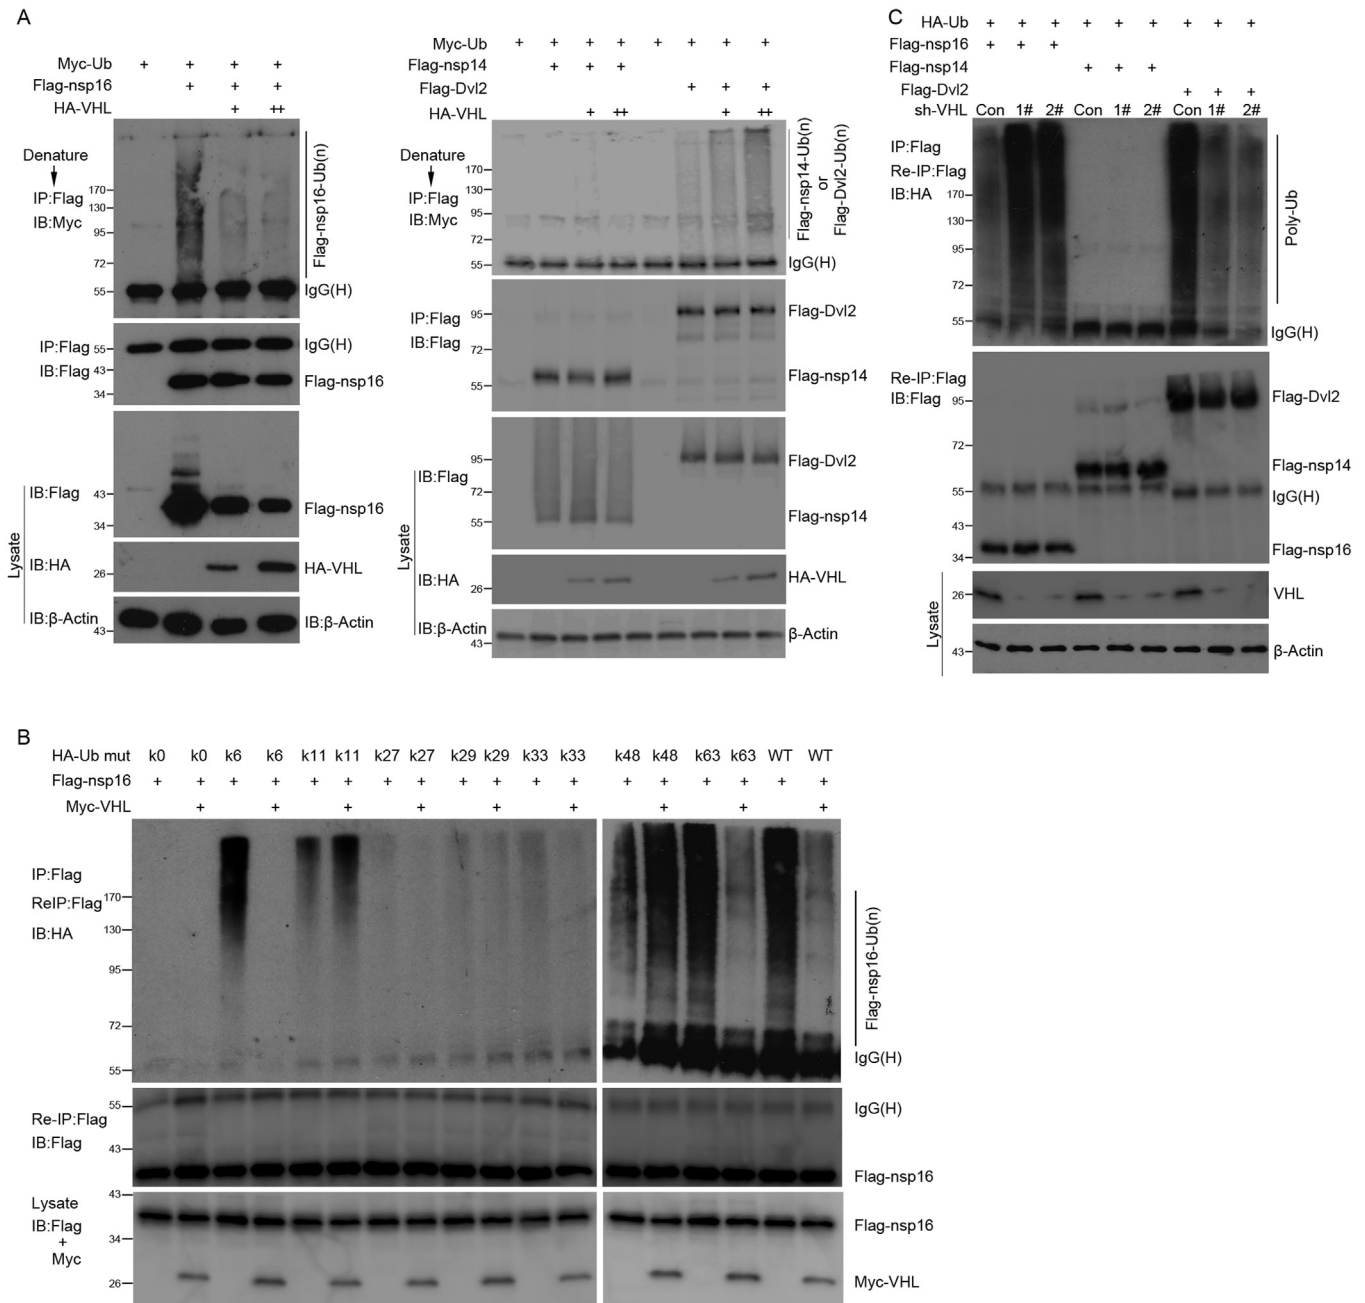 A
Myc-Ub + + + +
Flag-nsp16 + + +
HA-VHL + ++
Denature
IP:Flag
IB:Myc
170
130
95
72
55
Flag-nsp16-Ub(n)
IgG(H)
IP:Flag
IB:Flag
55
43
34
IgG(H)
Flag-nsp16
Lysate
IB:Flag
43
34
Flag-nsp16
IB:HA
26
HA-VHL
IB:β-Actin
43
IB:β-Actin
Myc-Ub + + + + + + + +
Flag-nsp14 + + +
Flag-Dvl2 + + +
HA-VHL + ++ + ++
Denature
IP:Flag
IB:Myc
170
130
95
72
55
Flag-nsp14-Ub(n)
or
Flag-Dvl2-Ub(n)
IgG(H)
IP:Flag
IB:Flag
95
72
55
Flag-Dvl2
Flag-nsp14
Lysate
IB:Flag
95
72
55
Flag-Dvl2
Flag-nsp14
IB:HA
26
HA-VHL
IB:β-Actin
43
β-Actin
C
HA-Ub + + + + + + + + +
Flag-nsp16 + + +
Flag-nsp14 + + +
Flag-Dvl2 + + +
sh-VHL Con 1# 2# Con 1# 2# Con 1# 2#
IP:Flag
Re-IP:Flag
IB:HA
170
130
95
72
55
Poly-Ub
IgG(H)
Re-IP:Flag
IB:Flag
95
72
55
43
34
Flag-Dvl2
Flag-nsp14
IgG(H)
Flag-nsp16
Lysate
26
VHL
43
β-Actin
B
HA-Ub mut k0 k0 k6 k6 k11 k11 k27 k27 k29 k29 k33 k33 k48 k48 k63 k63 WT WT
Flag-nsp16 + + + + + + + + + + + + + + + + + +
Myc-VHL + + + + + + + + +
IP:Flag
ReIP:Flag
IB:HA
170
130
95
72
55
Flag-nsp16-Ub(n)
IgG(H)
Re-IP:Flag
IB:Flag
55
43
IgG(H)
Flag-nsp16
Lysate
IB:Flag
+
Myc
43
34
26
Flag-nsp16
Myc-VHL